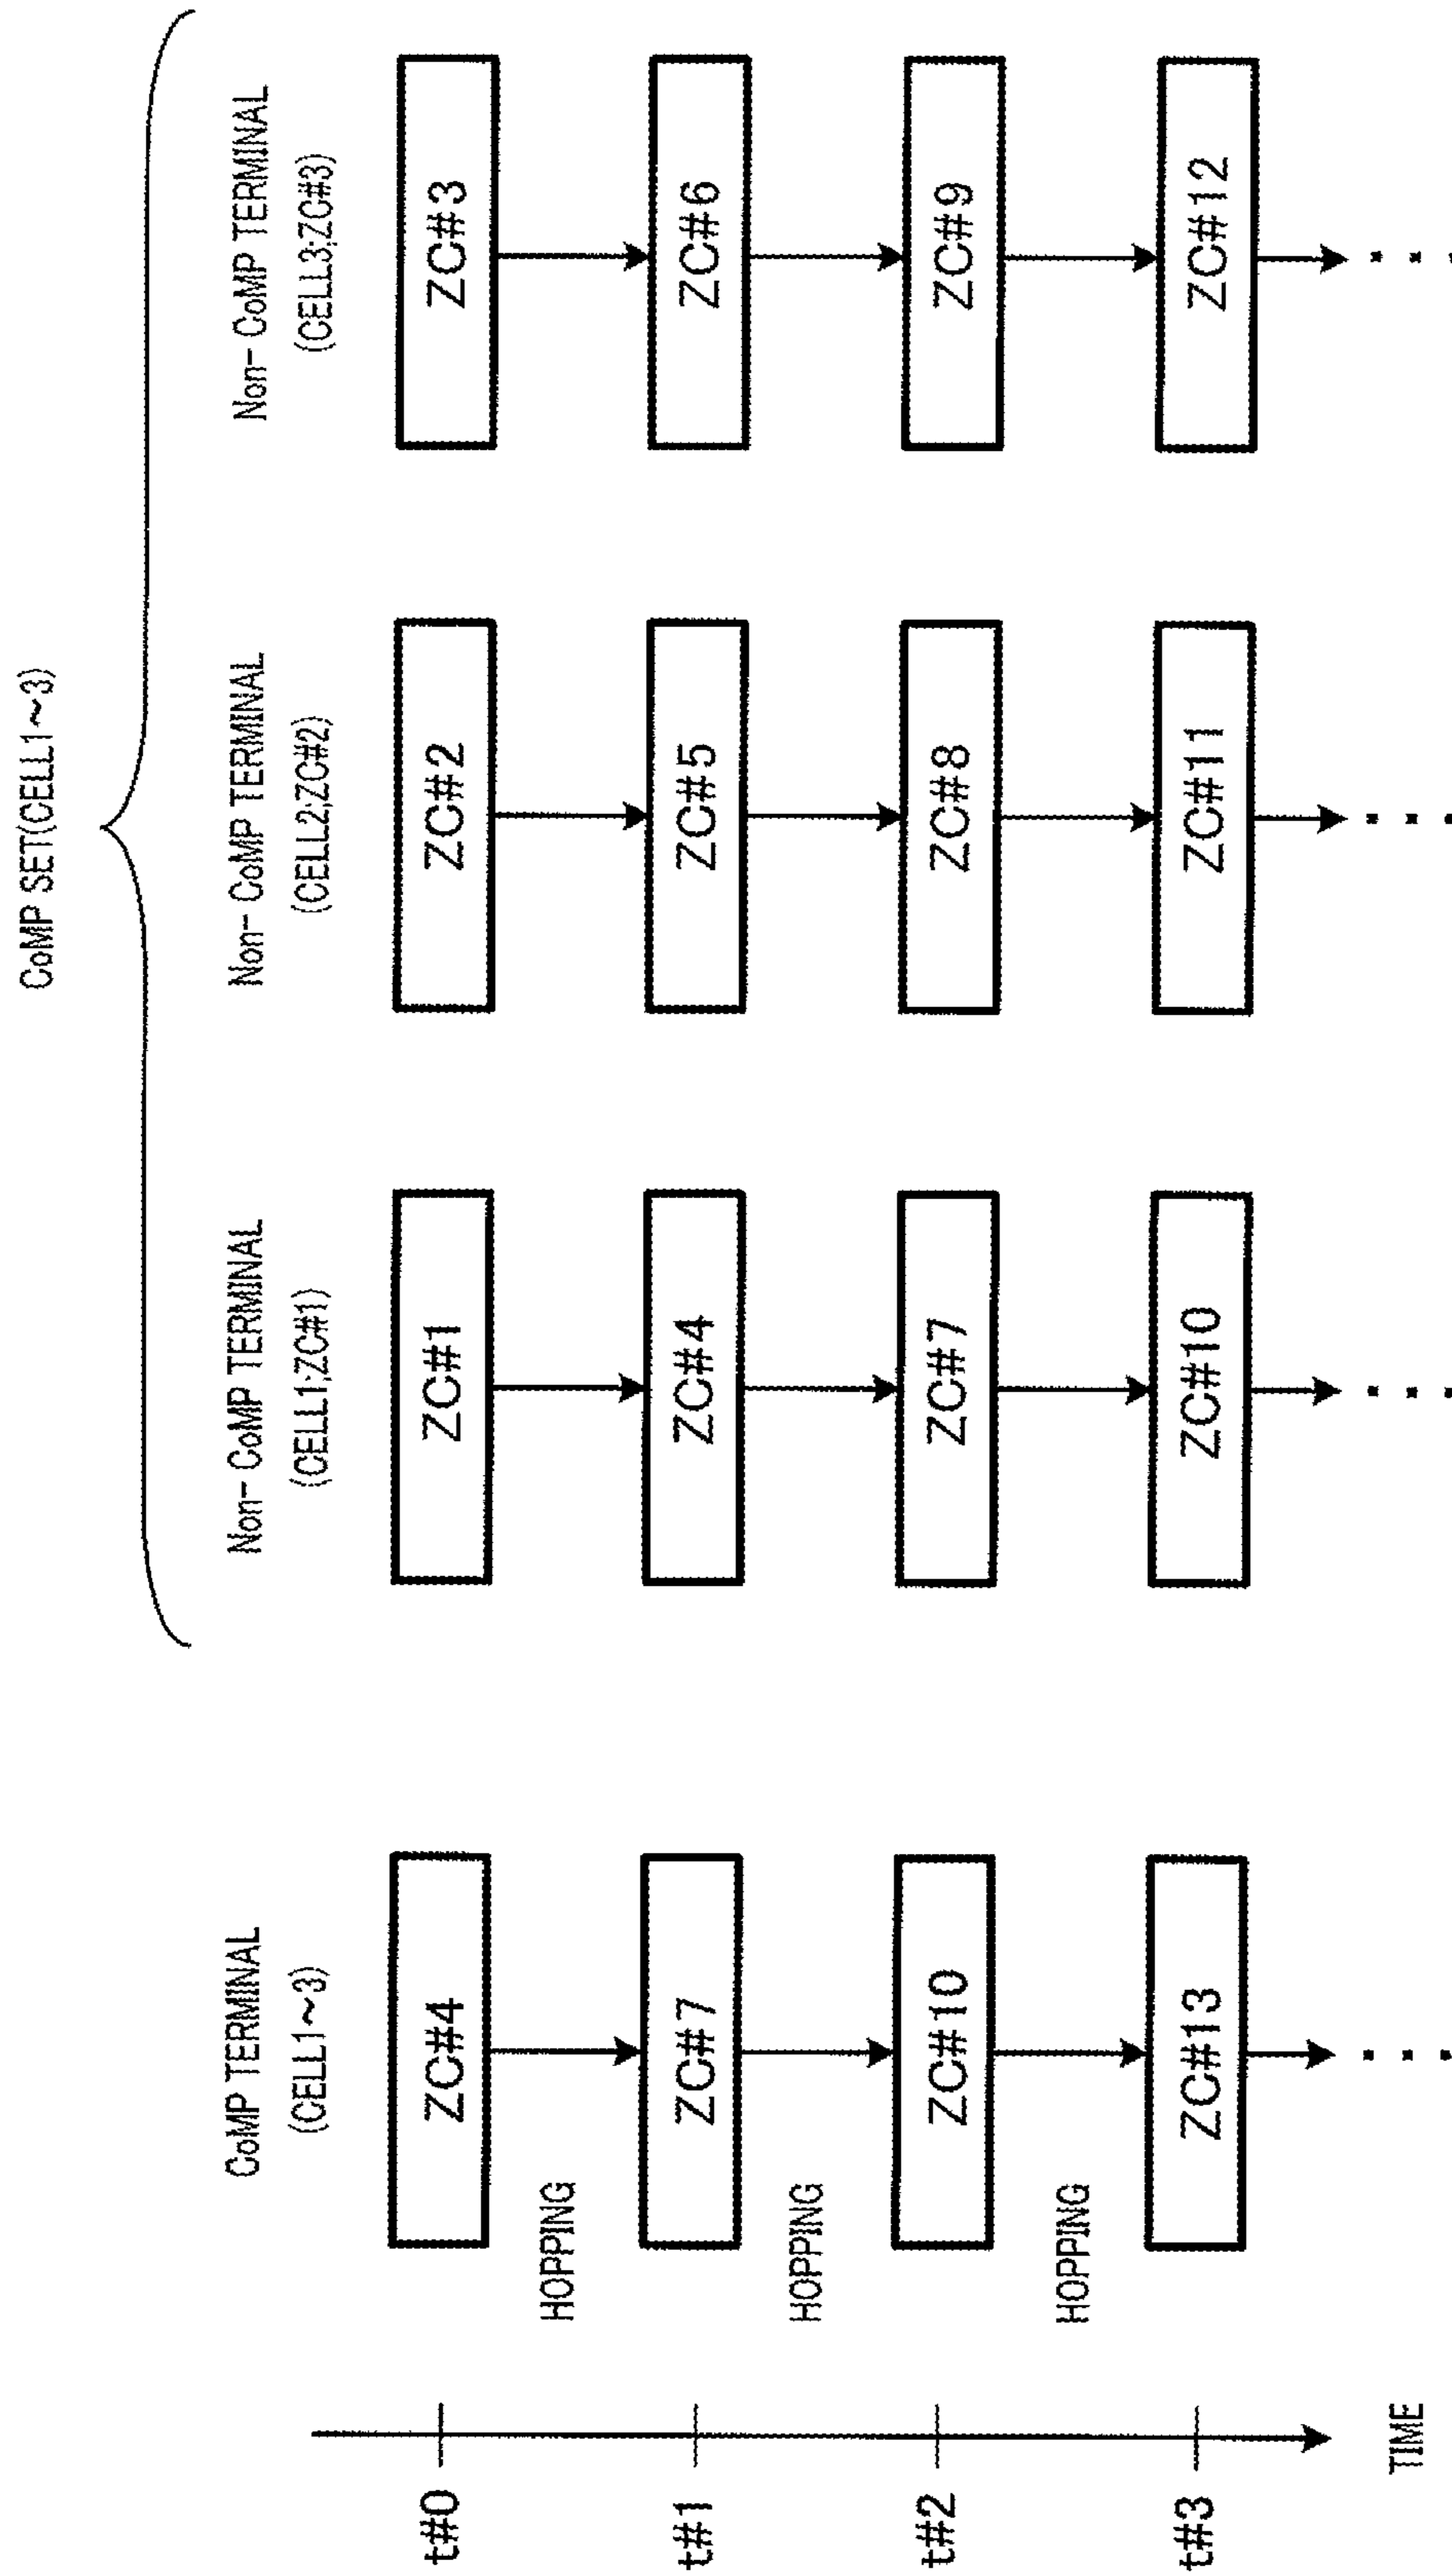 CoMP SET(CELL1~3)
CoMP TERMINAL
(CELL1~3)
Non- CoMP TERMINAL
(CELL1;ZC#1)
Non- CoMP TERMINAL
(CELL2;ZC#2)
Non- CoMP TERMINAL
(CELL3;ZC#3)
t#0
ZC#4
ZC#1
ZC#2
ZC#3
HOPPING
t#1
ZC#7
ZC#4
ZC#5
ZC#6
HOPPING
t#2
ZC#10
ZC#7
ZC#8
ZC#9
HOPPING
t#3
ZC#13
ZC#10
ZC#11
ZC#12
TIME